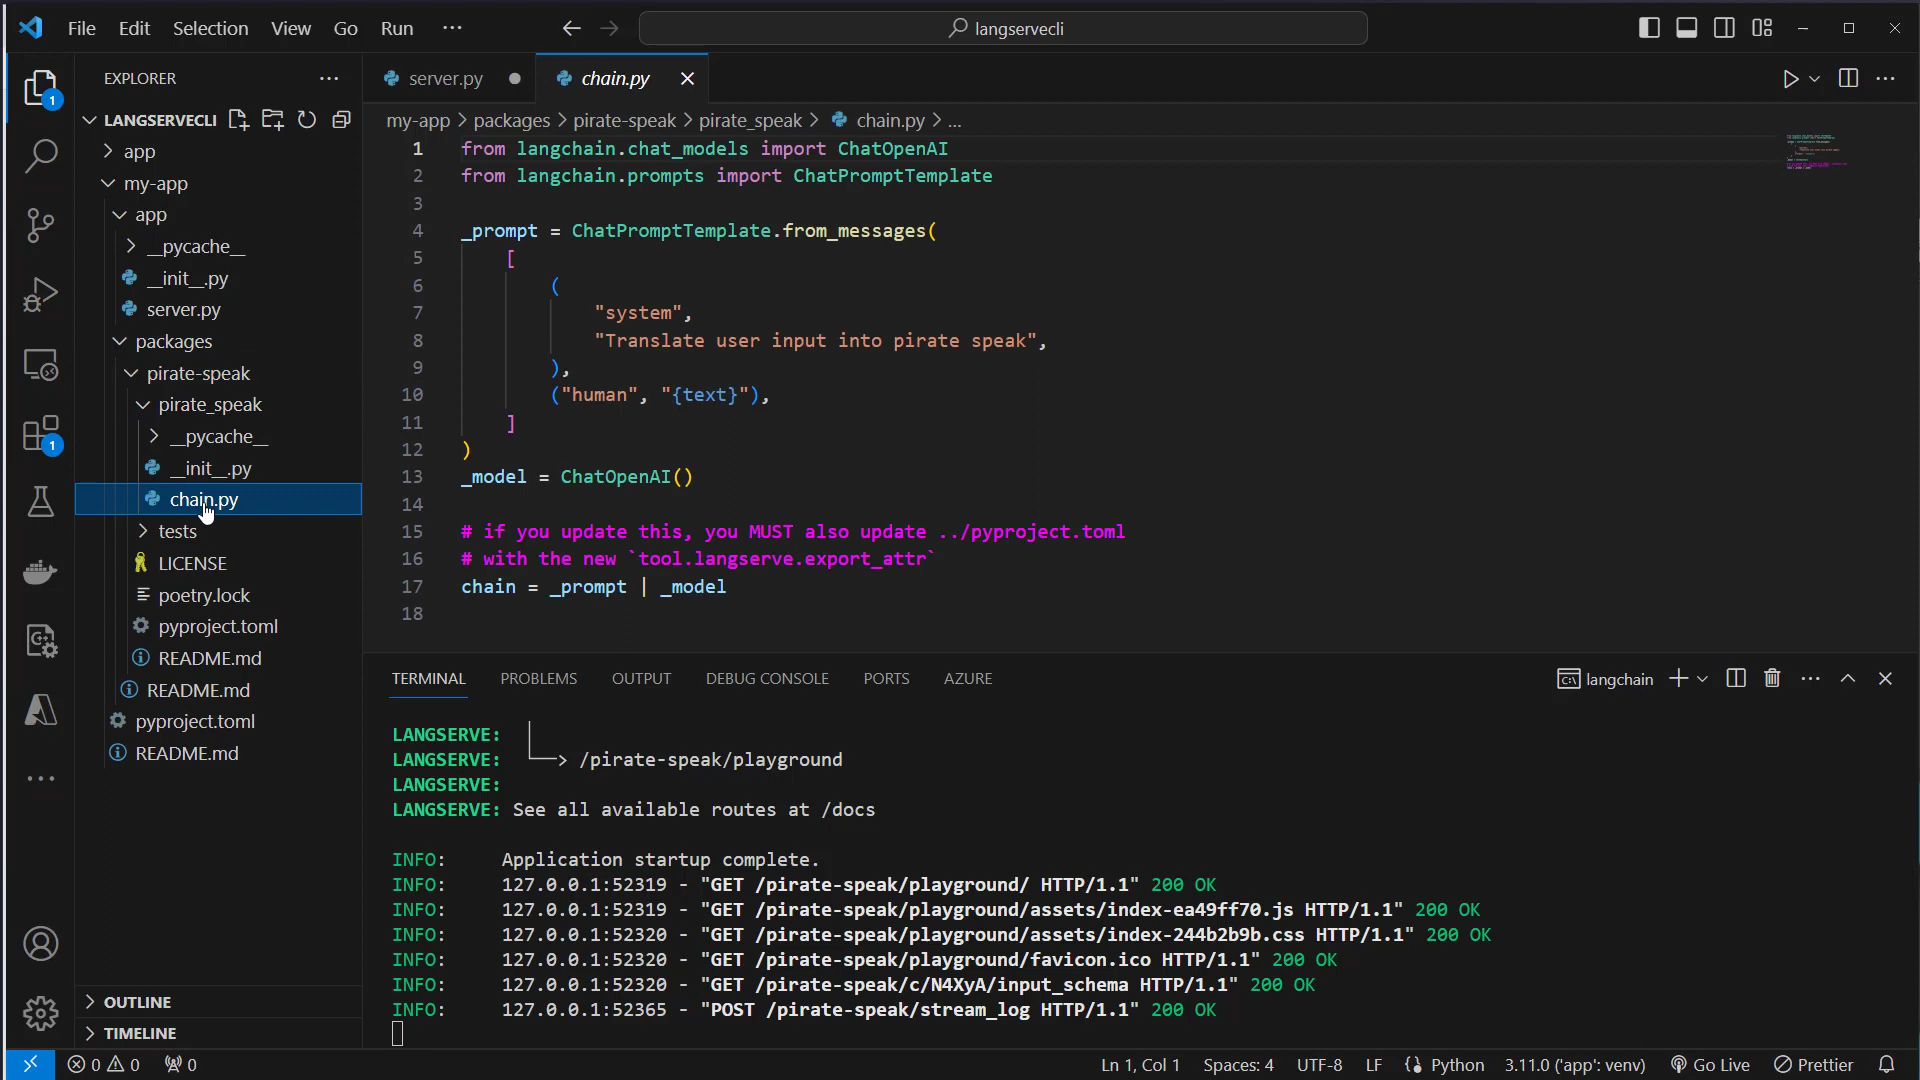 File Edit Selection View Go Run ···
langservecli
EXPLORER
LANGSERVECLI
app
my-app
app
__pycache__
__init__.py
server.py
packages
pirate-speak
pirate_speak
__pycache__
__init__.py
chain.py
tests
LICENSE
poetry.lock
pyproject.toml
README.md
README.md
pyproject.toml
README.md
OUTLINE
TIMELINE
1
1
server.py
chain.py
my-app > packages > pirate-speak > pirate_speak > chain.py > ...
1 from langchain.chat_models import ChatOpenAI
2 from langchain.prompts import ChatPromptTemplate
3
4 _prompt = ChatPromptTemplate.from_messages(
5 [
6 (
7 "system",
8 "Translate user input into pirate speak",
9 ),
10 ("human", "{text}"),
11 ]
12 )
13 _model = ChatOpenAI()
14
15 # if you update this, you MUST also update ../pyproject.toml
16 # with the new `tool.langserve.export_attr`
17 chain = _prompt | _model
18
TERMINAL PROBLEMS OUTPUT DEBUG CONSOLE PORTS AZURE
langchain
LANGSERVE: │
LANGSERVE: └──> /pirate-speak/playground
LANGSERVE:
LANGSERVE: See all available routes at /docs
INFO: Application startup complete.
INFO: 127.0.0.1:52319 - "GET /pirate-speak/playground/ HTTP/1.1" 200 OK
INFO: 127.0.0.1:52319 - "GET /pirate-speak/playground/assets/index-ea49ff70.js HTTP/1.1" 200 OK
INFO: 127.0.0.1:52320 - "GET /pirate-speak/playground/assets/index-244b2b9b.css HTTP/1.1" 200 OK
INFO: 127.0.0.1:52320 - "GET /pirate-speak/playground/favicon.ico HTTP/1.1" 200 OK
INFO: 127.0.0.1:52320 - "GET /pirate-speak/c/N4XyA/input_schema HTTP/1.1" 200 OK
INFO: 127.0.0.1:52365 - "POST /pirate-speak/stream_log HTTP/1.1" 200 OK
0 0 0
Ln 1, Col 1 Spaces: 4 UTF-8 LF Python 3.11.0 ('app': venv) Go Live Prettier